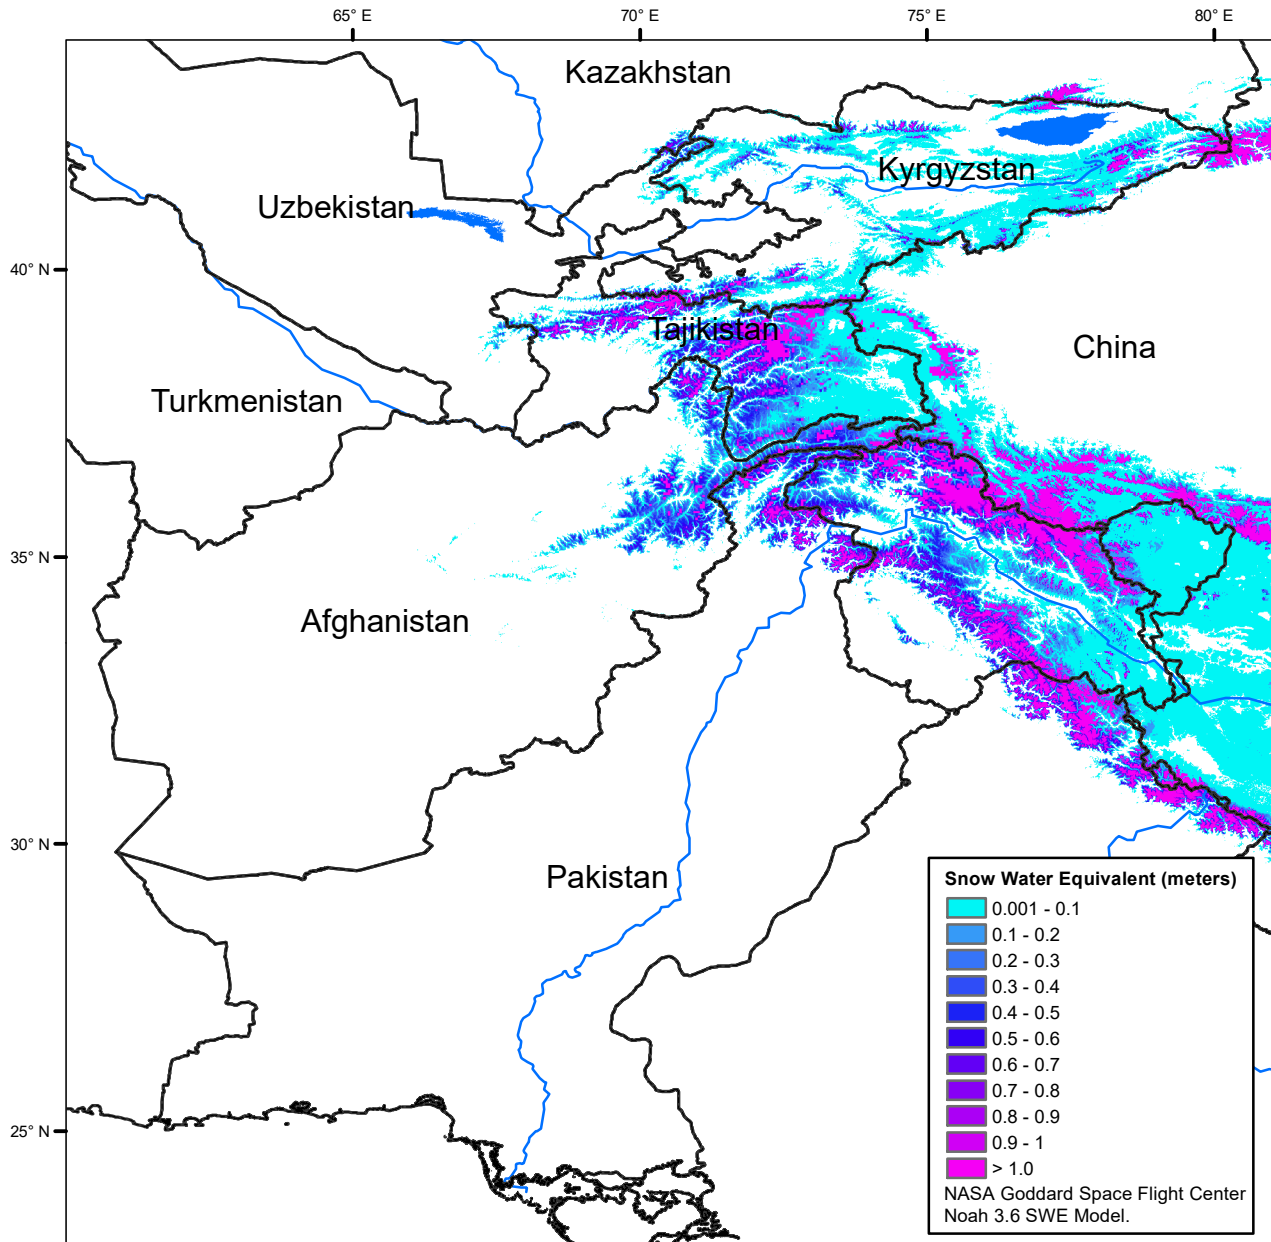 65° E
70° E
75° E
80° E
Kazakhstan
Kyrgyzstan
Uzbekistan
40° N
Tajikistan
China
Turkmenistan
35° N
Afghanistan
30° N
Pakistan
25° N
Snow Water Equivalent (meters)
0.001 - 0.1
0.1 - 0.2
0.2 - 0.3
0.3 - 0.4
0.4 - 0.5
0.5 - 0.6
0.6 - 0.7
0.7 - 0.8
0.8 - 0.9
0.9 - 1
> 1.0
NASA Goddard Space Flight Center
Noah 3.6 SWE Model.